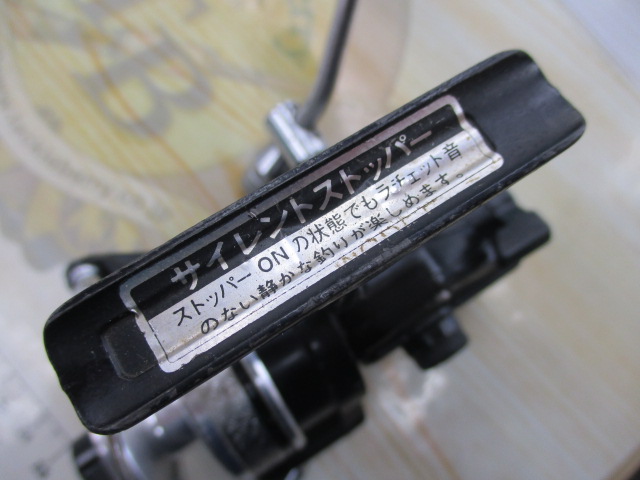 サイレントストッパー
ストッパー ONの状態でもラチェット音
のない静かな釣りが楽しめます。